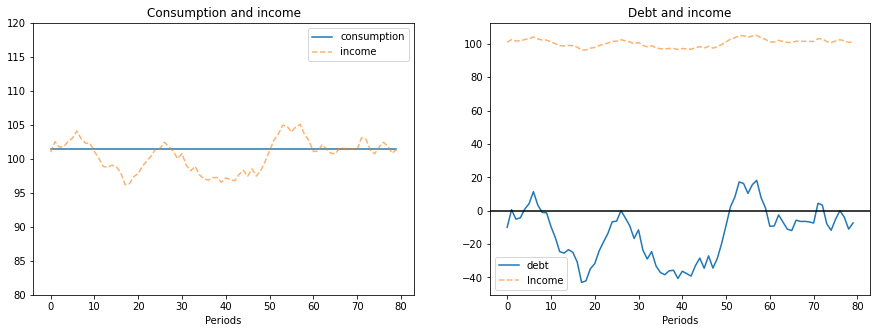 Consumption and income
120
115
110
105
100
95
90
85
80
consumption
income
0 10 20 30 40 50 60 70 80
Periods
Debt and income
100
80
60
40
20
0
−20
−40
debt
Income
0 10 20 30 40 50 60 70 80
Periods